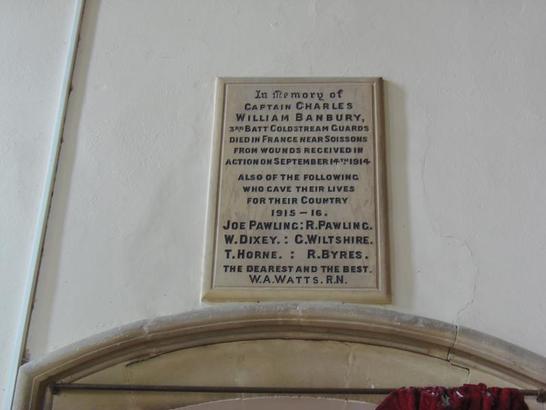 In Memory of
CAPTAIN CHARLES
WILLIAM BANBURY,
3RD BATT COLDSTREAM GUARDS
DIED IN FRANCE NEAR SOISSONS
FROM WOUNDS RECEIVED IN
ACTION ON SEPTEMBER 14TH 1914
ALSO OF THE FOLLOWING
WHO GAVE THEIR LIVES
FOR THEIR COUNTRY
1915 – 16.
JOE PAWLING: R. PAWLING.
W. DIXEY. : C. WILTSHIRE.
T. HORNE. : R. BYRES.
THE DEAREST AND THE BEST.
W. A. WATTS. R.N.